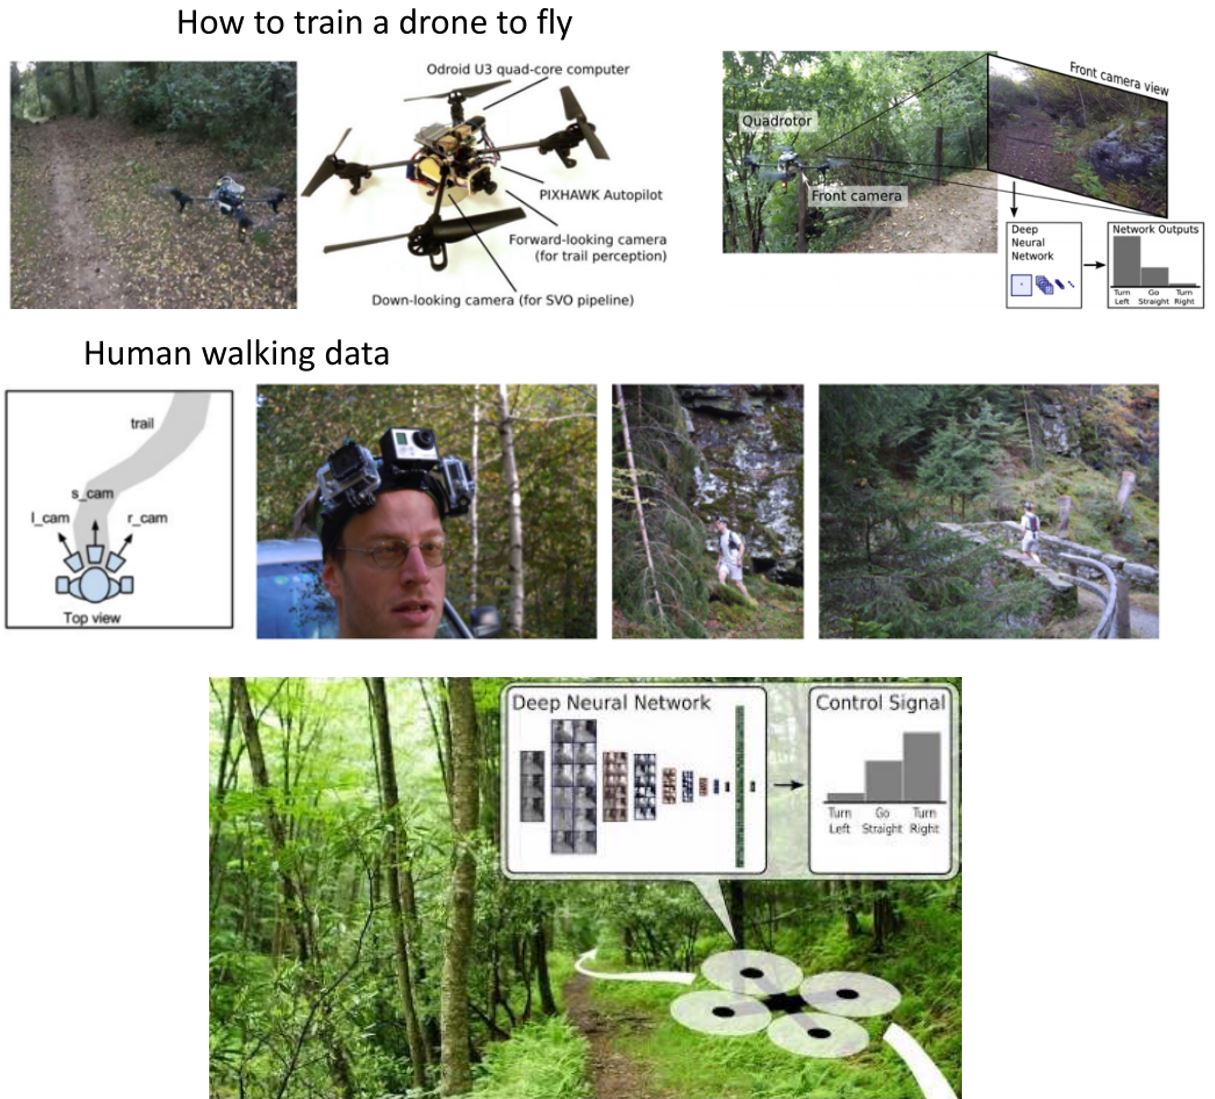 How to train a drone to fly
Odroid U3 quad-core computer
PIXHAWK Autopilot
Forward-looking camera
(for trail perception)
Down-looking camera (for SVO pipeline)
Quadrotor
Front camera
Front camera view
Deep
Neural
Network
Network Outputs
Turn
Left
Go
Straight
Turn
Right
Human walking data
trail
s_cam
l_cam
r_cam
Top view
Deep Neural Network
Control Signal
Turn
Left
Go
Straight
Turn
Right